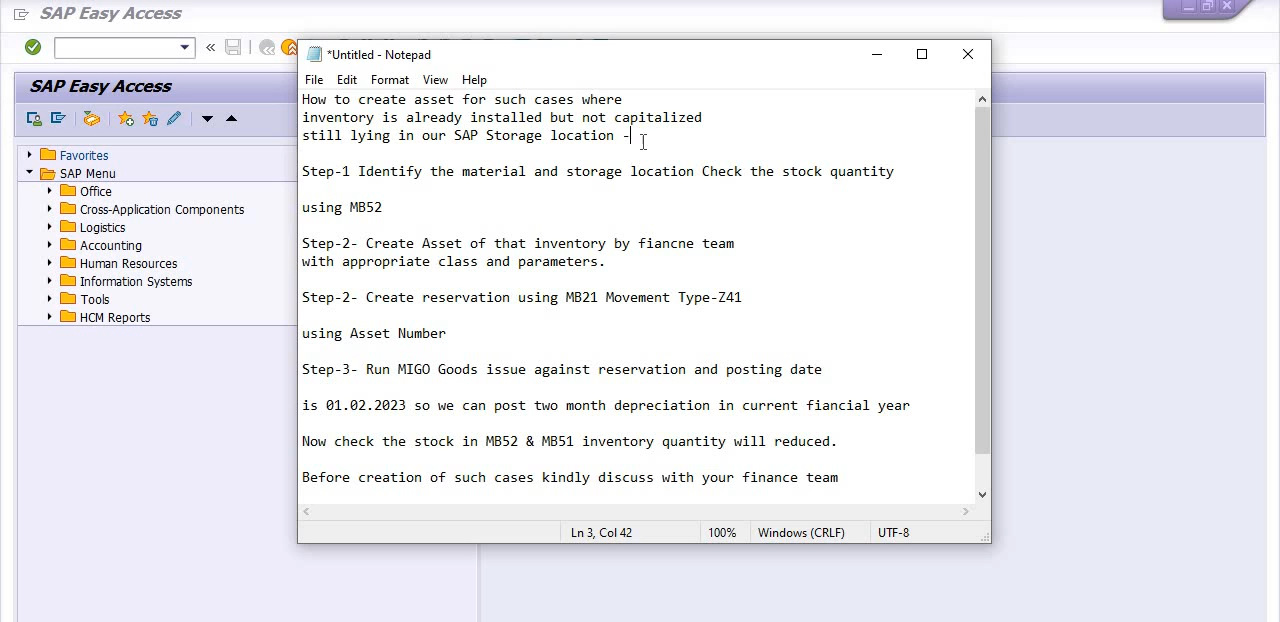 SAP Easy Access
*Untitled - Notepad
File Edit Format View Help
SAP Easy Access
Favorites
SAP Menu
Office
Cross-Application Components
Logistics
Accounting
Human Resources
Information Systems
Tools
HCM Reports
How to create asset for such cases where
inventory is already installed but not capitalized
still lying in our SAP Storage location -
Step-1 Identify the material and storage location Check the stock quantity
using MB52
Step-2- Create Asset of that inventory by fiancne team
with appropriate class and parameters.
Step-2- Create reservation using MB21 Movement Type-Z41
using Asset Number
Step-3- Run MIGO Goods issue against reservation and posting date
is 01.02.2023 so we can post two month depreciation in current fiancial year
Now check the stock in MB52 & MB51 inventory quantity will reduced.
Before creation of such cases kindly discuss with your finance team
Ln 3, Col 42 100% Windows (CRLF) UTF-8